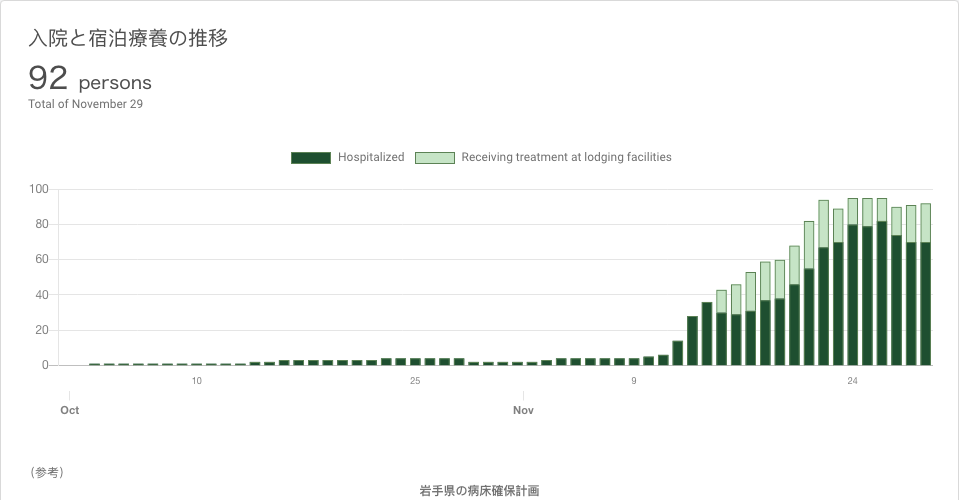 入院と宿泊療養の推移
92 persons
Total of November 29
Hospitalized Receiving treatment at lodging facilities
100
80
60
40
20
0
10 25 9 24
Oct Nov
(参考)
岩手県の病床確保計画